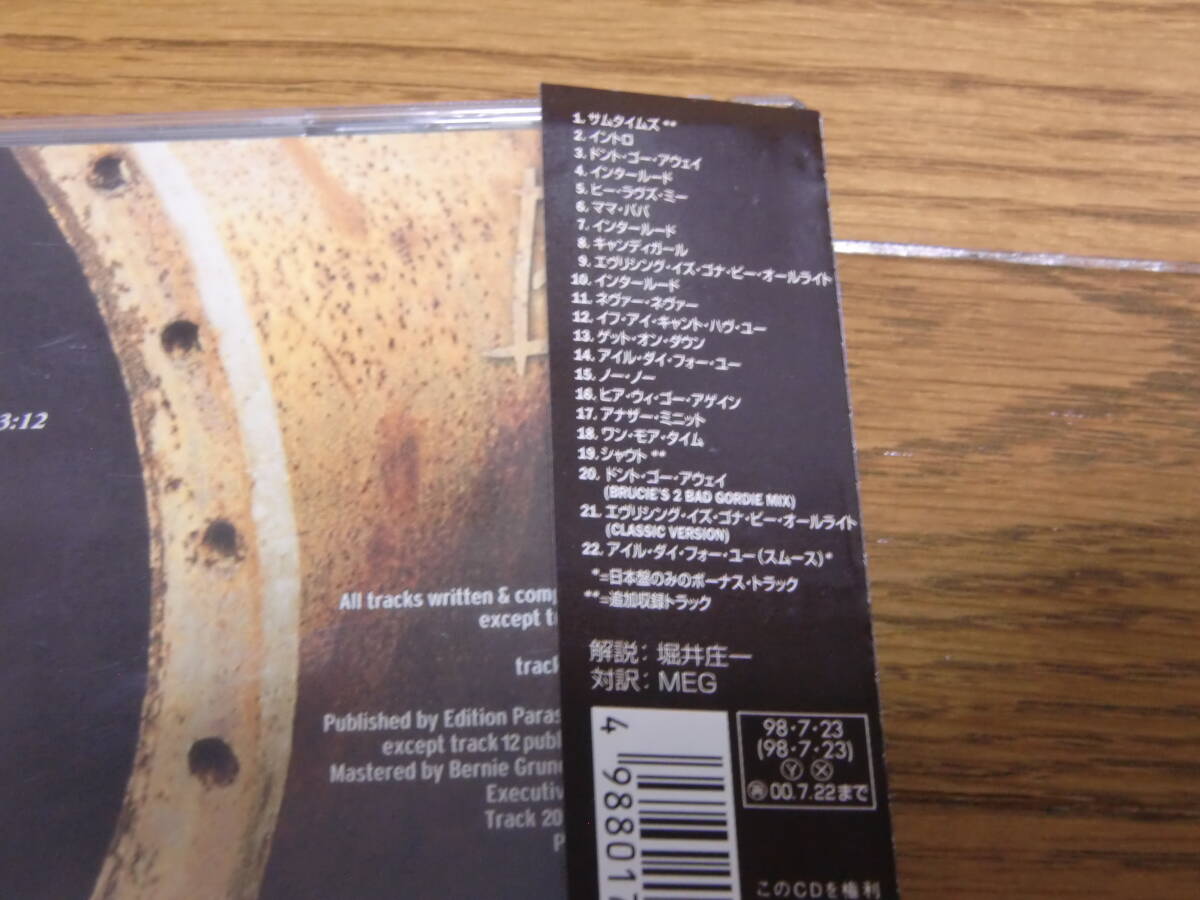 3:12
All tracks written & comp
except t
track
Published by Edition Paras
except track 12 publ
Mastered by Bernie Grund
Executiv
Track 20
P
1. サムタイムズ**
2. イントロ
3. ドント・ゴー・アウェイ
4. インタールード
5. ヒー・ラヴズ・ミー
6. ママ・パパ
7. インタールード
8. キャンディガール
9. エヴリシング・イズ・ゴナ・ビー・オールライト
10. インタールード
11. ネヴァー・ネヴァー
12. イフ・アイ・キャント・ハヴ・ユー
13. ゲット・オン・ダウン
14. アイル・ダイ・フォー・ユー
15. ノー・ノー
16. ヒア・ウィ・ゴー・アゲイン
17. アナザー・ミニット
18. ワン・モア・タイム
19. シャウト**
20. ドント・ゴー・アウェイ
(BRUCIE'S 2 BAD GORDIE MIX)
21. エヴリシング・イズ・ゴナ・ビー・オールライト
(CLASSIC VERSION)
22. アイル・ダイ・フォー・ユー(スムース)*
*=日本盤のみのボーナス・トラック
**=追加収録トラック
解説: 堀井庄一
対訳: MEG
98・7・23
(98・7・23)
Ⓨ Ⓧ
㊞00.7.22まで
4 988017
このCDを権利